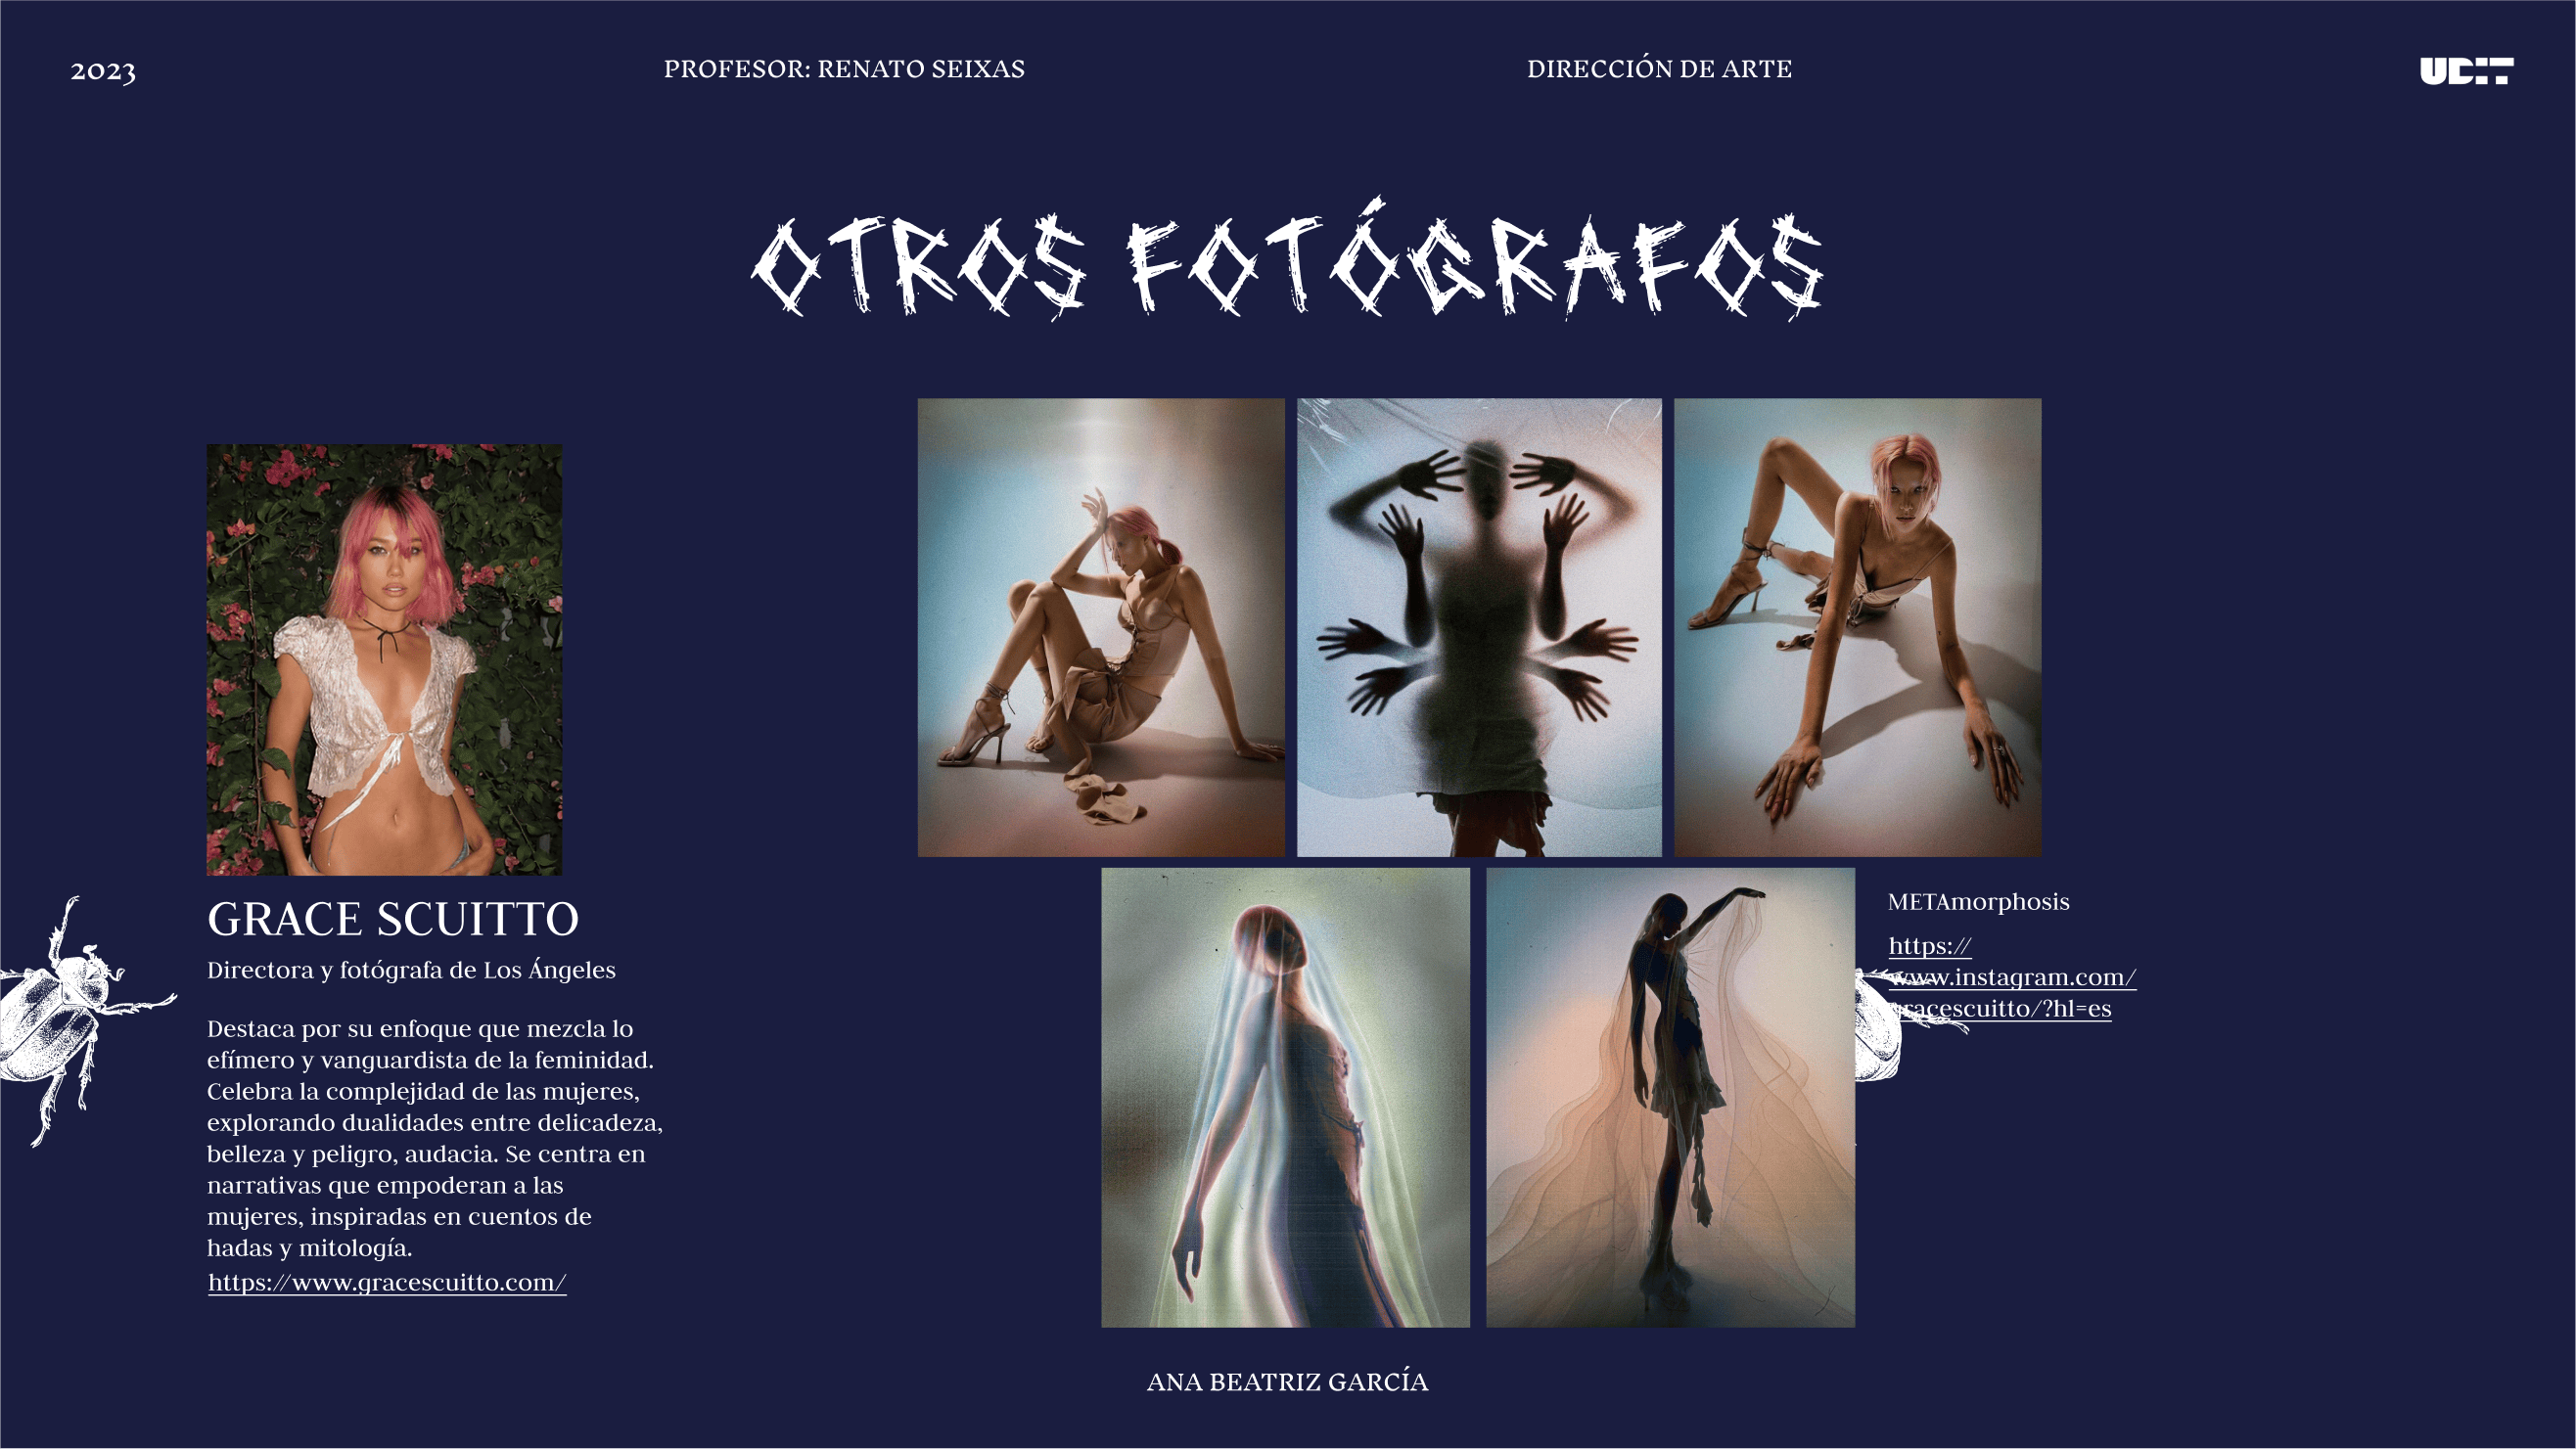 2023
PROFESOR: RENATO SEIXAS
DIRECCIÓN DE ARTE
UDIT
OTROS FOTÓGRAFOS
GRACE SCUITTO
Directora y fotógrafa de Los Ángeles
Destaca por su enfoque que mezcla lo
efímero y vanguardista de la feminidad.
Celebra la complejidad de las mujeres,
explorando dualidades entre delicadeza,
belleza y peligro, audacia. Se centra en
narrativas que empoderan a las
mujeres, inspiradas en cuentos de
hadas y mitología.
https://www.gracescuitto.com/
METAmorphosis
https://
www.instagram.com/
gracescuitto/?hl=es
ANA BEATRIZ GARCÍA